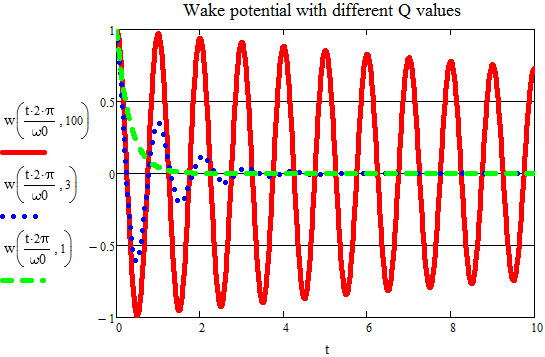 Wake potential with different Q values
w(t·2·π/ω0, 100)
w(t·2·π/ω0, 3)
w(t·2π/ω0, 1)
1
0.5
0
−0.5
−1
0 2 4 6 8 10
t